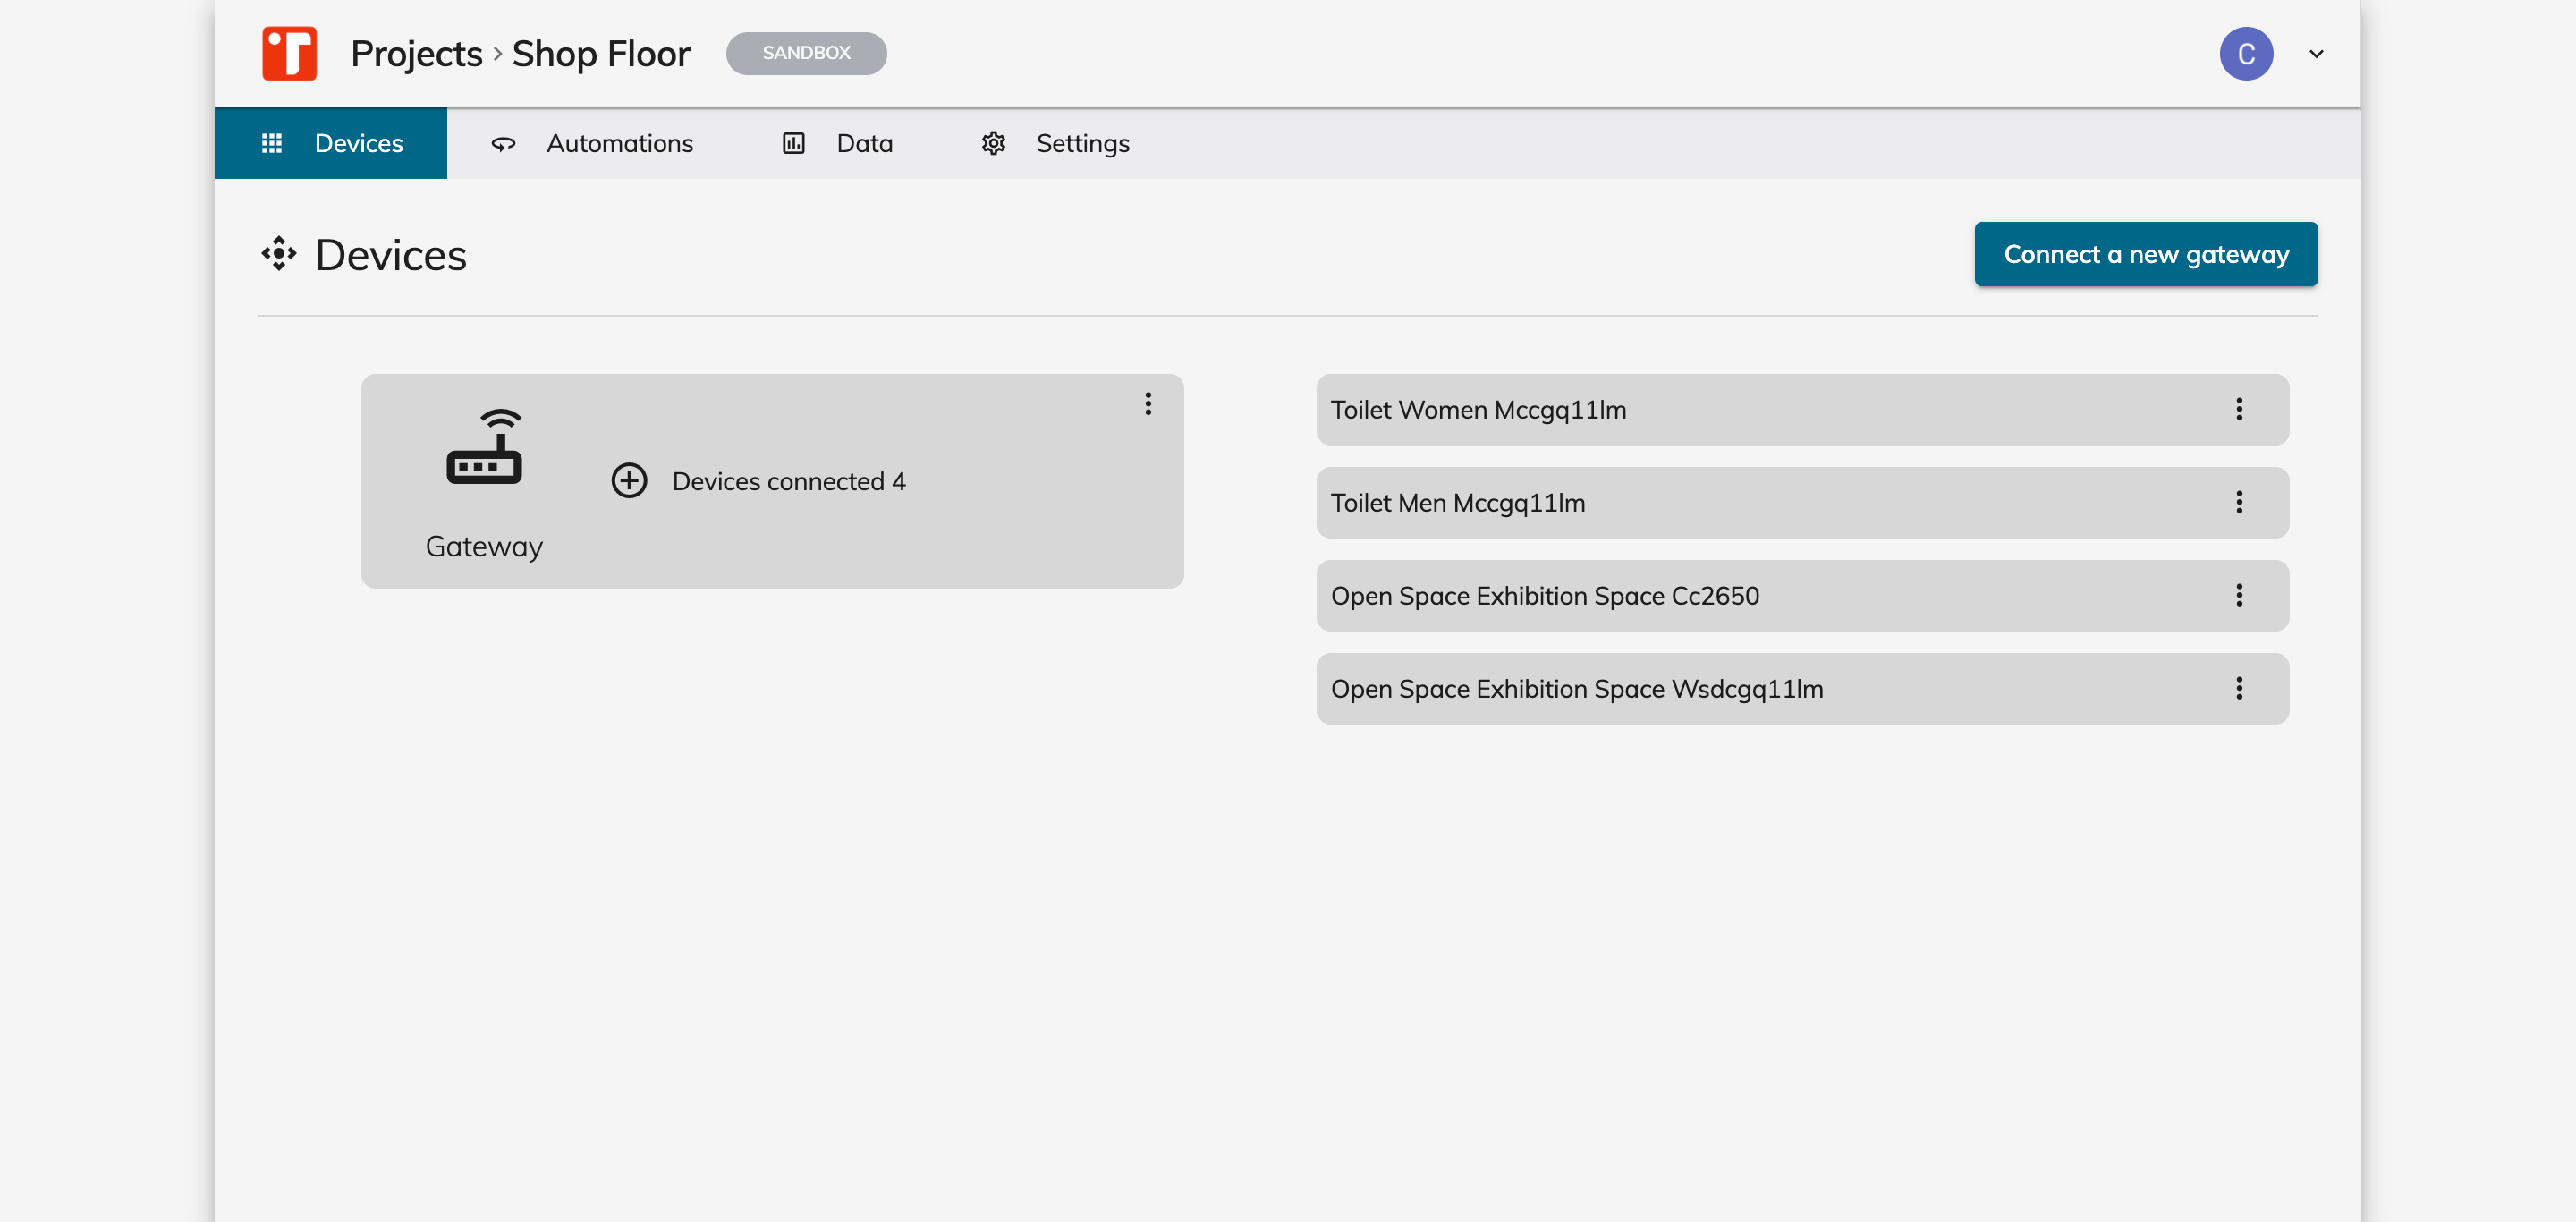 Projects › Shop Floor SANDBOX C
Devices Automations Data Settings
Devices Connect a new gateway
Devices connected 4
Gateway
Toilet Women Mccgq11lm
Toilet Men Mccgq11lm
Open Space Exhibition Space Cc2650
Open Space Exhibition Space Wsdcgq11lm